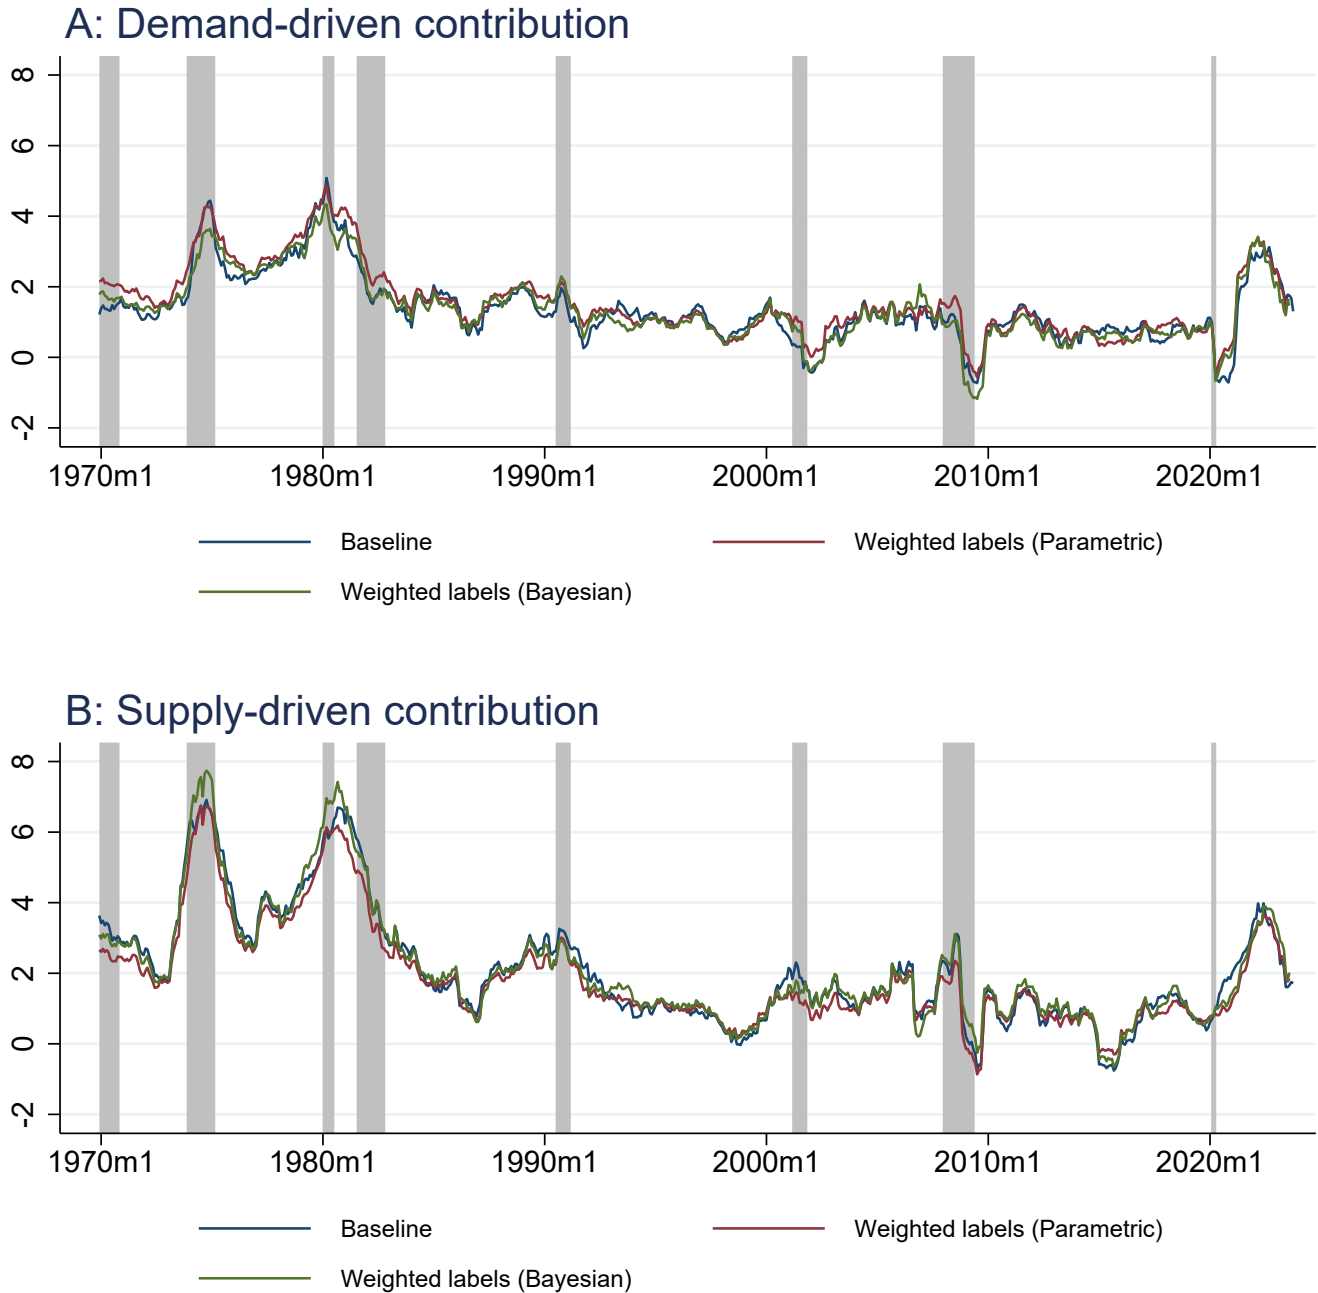 A: Demand-driven contribution
8
6
4
2
0
-2
1970m1 1980m1 1990m1 2000m1 2010m1 2020m1
Baseline Weighted labels (Parametric)
Weighted labels (Bayesian)
B: Supply-driven contribution
8
6
4
2
0
-2
1970m1 1980m1 1990m1 2000m1 2010m1 2020m1
Baseline Weighted labels (Parametric)
Weighted labels (Bayesian)